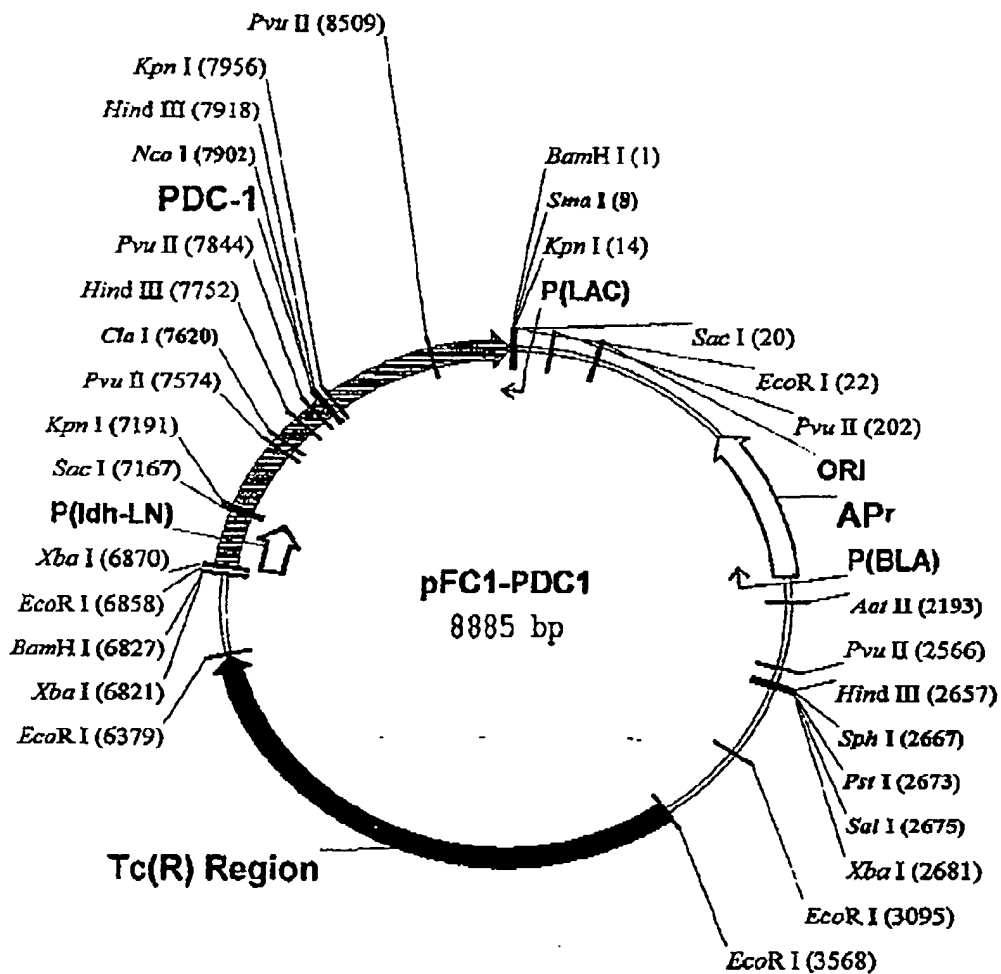 Pvu II (8509)
Kpn I (7956)
Hind III (7918)
Nco I (7902)
PDC-1
Pvu II (7844)
Hind III (7752)
Cla I (7620)
Pvu II (7574)
Kpn I (7191)
Sac I (7167)
P(ldh-LN)
Xba I (6870)
EcoR I (6858)
BamH I (6827)
Xba I (6821)
EcoR I (6379)
BamH I (1)
Sma I (8)
Kpn I (14)
P(LAC)
Sac I (20)
EcoR I (22)
Pvu II (202)
ORI
APr
P(BLA)
Aat II (2193)
Pvu II (2566)
Hind III (2657)
Sph I (2667)
Pst I (2673)
Sal I (2675)
Xba I (2681)
EcoR I (3095)
EcoR I (3568)
Tc(R) Region
pFC1-PDC1
8885 bp